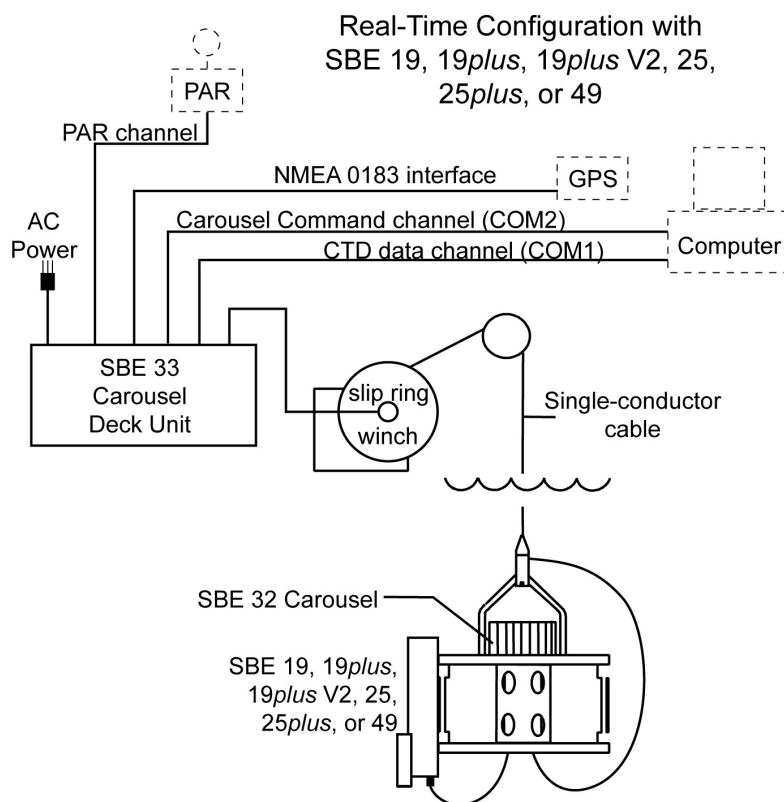 Real-Time Configuration with
SBE 19, 19plus, 19plus V2, 25,
25plus, or 49
PAR
PAR channel
NMEA 0183 interface
GPS
AC
Power
Carousel Command channel (COM2)
CTD data channel (COM1)
Computer
SBE 33
Carousel
Deck Unit
slip ring
winch
Single-conductor
cable
SBE 32 Carousel
SBE 19, 19plus,
19plus V2, 25,
25plus, or 49